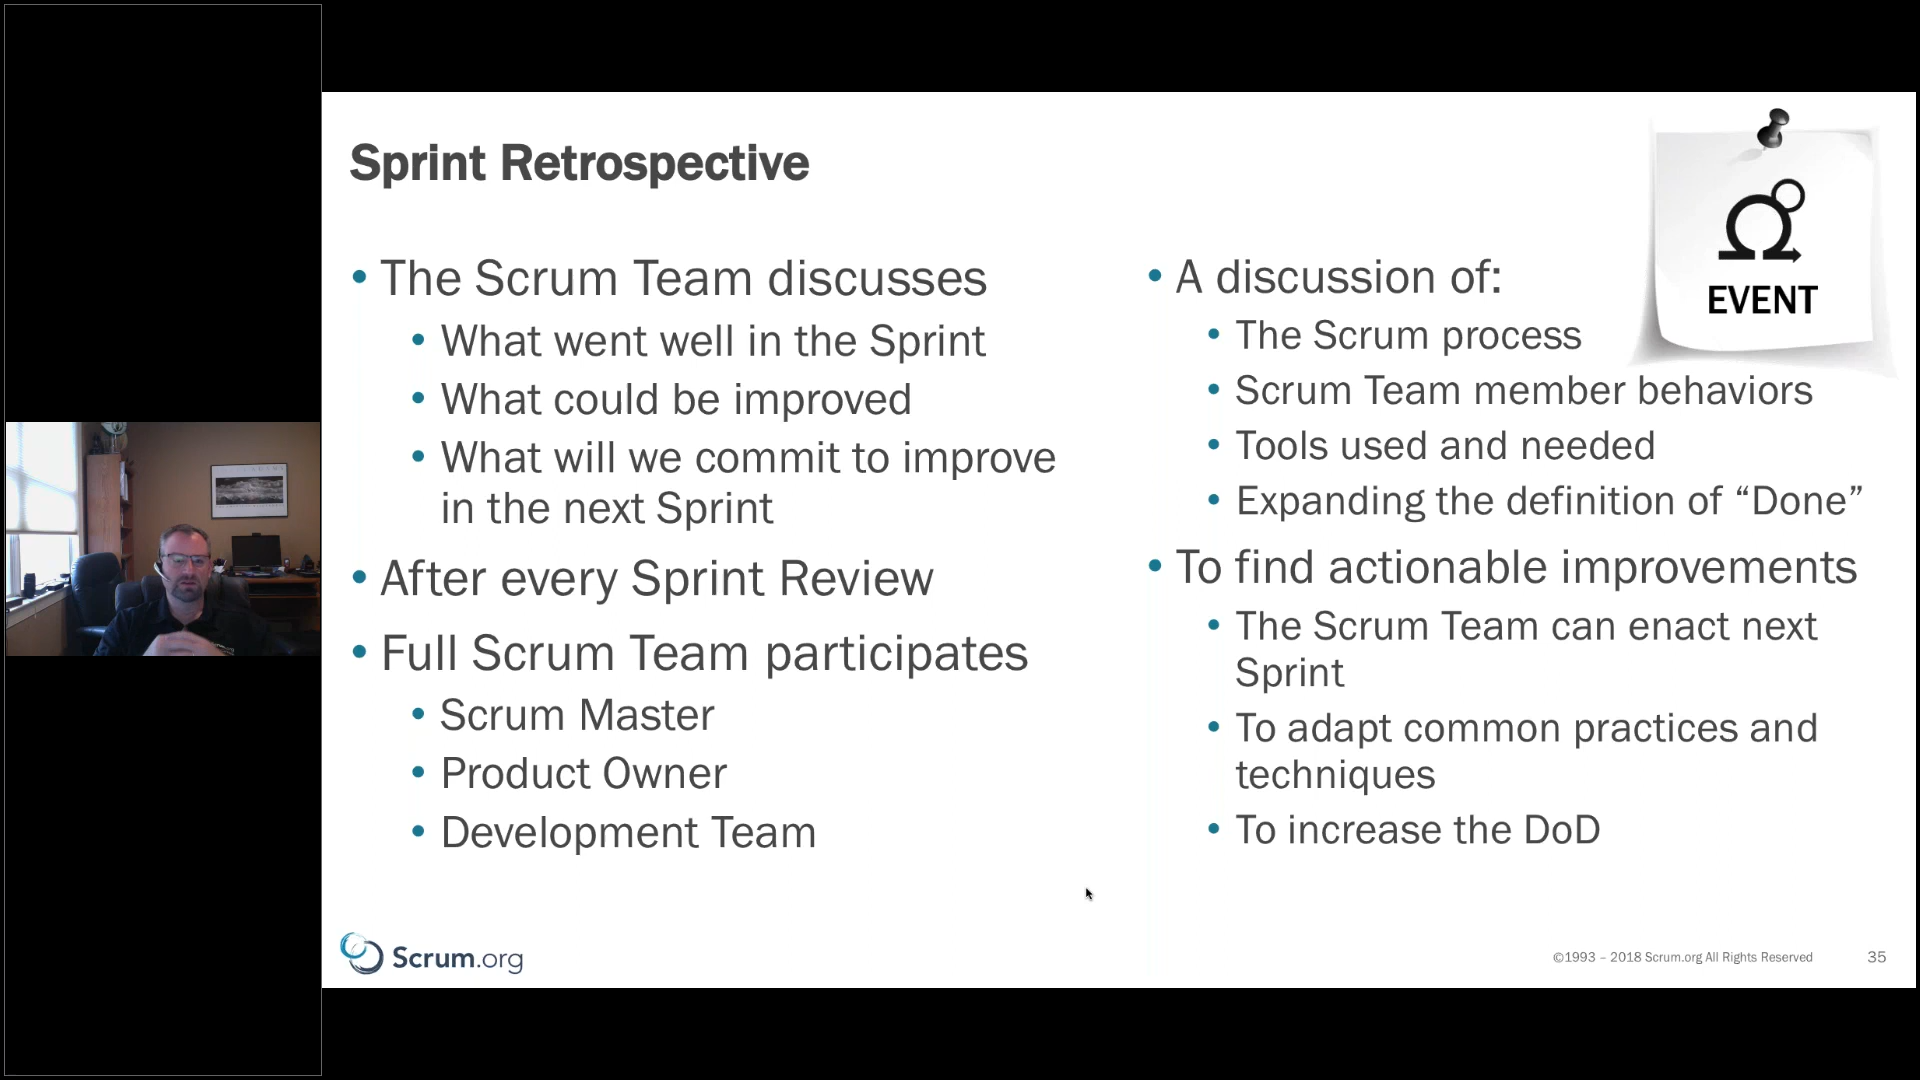 Sprint Retrospective
• The Scrum Team discusses
• What went well in the Sprint
• What could be improved
• What will we commit to improve
in the next Sprint
• After every Sprint Review
• Full Scrum Team participates
• Scrum Master
• Product Owner
• Development Team
• A discussion of:
• The Scrum process
• Scrum Team member behaviors
• Tools used and needed
• Expanding the definition of “Done”
• To find actionable improvements
• The Scrum Team can enact next
Sprint
• To adapt common practices and
techniques
• To increase the DoD
EVENT
Scrum.org
©1993 – 2018 Scrum.org All Rights Reserved
35